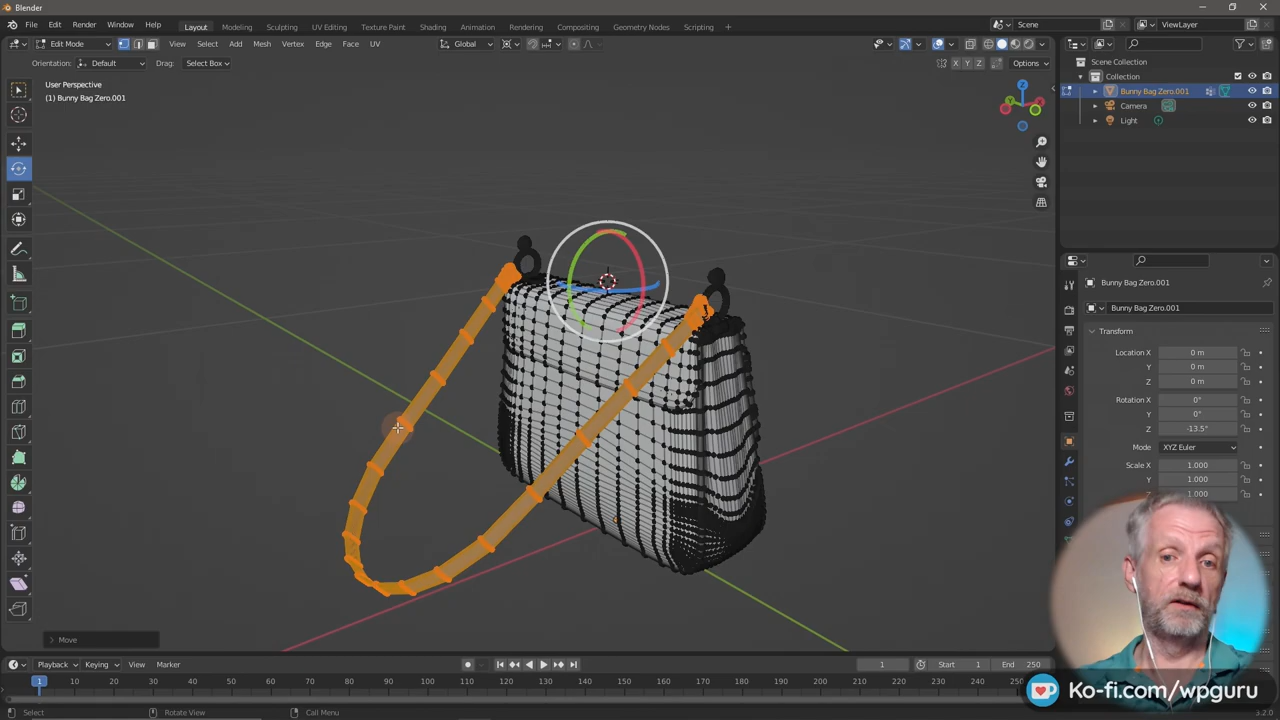 Blender
File Edit Render Window Help
Layout Modeling Sculpting UV Editing Texture Paint Shading Animation Rendering Compositing Geometry Nodes Scripting +
Scene
ViewLayer
Edit Mode View Select Add Mesh Vertex Edge Face UV
Global
Orientation: Default Drag: Select Box
X Y Z Options
User Perspective
(1) Bunny Bag Zero.001
Z
Scene Collection
Collection
Bunny Bag Zero.001
Camera
Light
Bunny Bag Zero.001
Bunny Bag Zero.001
Transform
Location X 0 m
Y 0 m
Z 0 m
Rotation X 0°
Y 0°
Z -13.5°
Mode XYZ Euler
Scale X 1.000
Y 1.000
Z 1.000
Move
Playback Keying View Marker
1 Start 1 End 250
1 10 20 30 40 50 60 70 80 90 100 110 120 130 140 150 160 170 180 190 200 210 220 230 240 250
Ko-fi.com/wpguru
Select Rotate View Call Menu
3.2.0